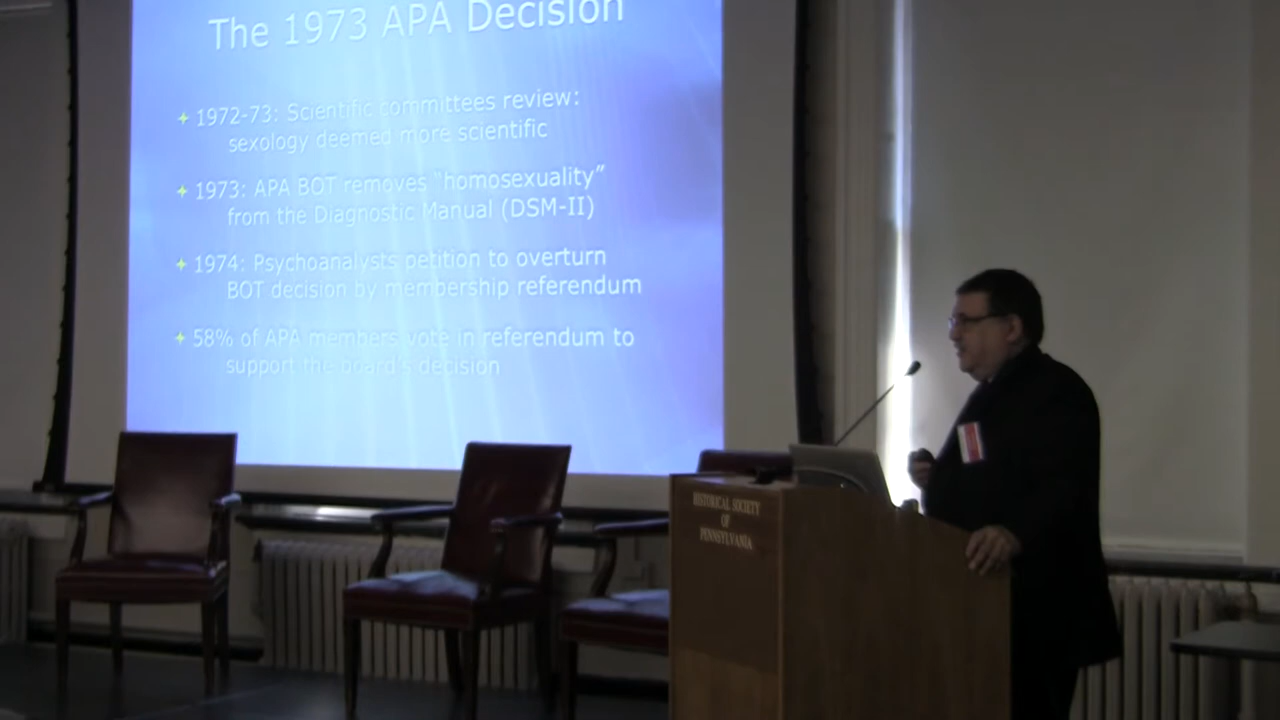 The 1973 APA Decision
1972-73: Scientific committees review:
sexology deemed more scientific
1973: APA BOT removes "homosexuality"
from the Diagnostic Manual (DSM-II)
1974: Psychoanalysts petition to overturn
BOT decision by membership referendum
58% of APA members vote in referendum to
support the board's decision
HISTORICAL SOCIETY
OF
PENNSYLVANIA